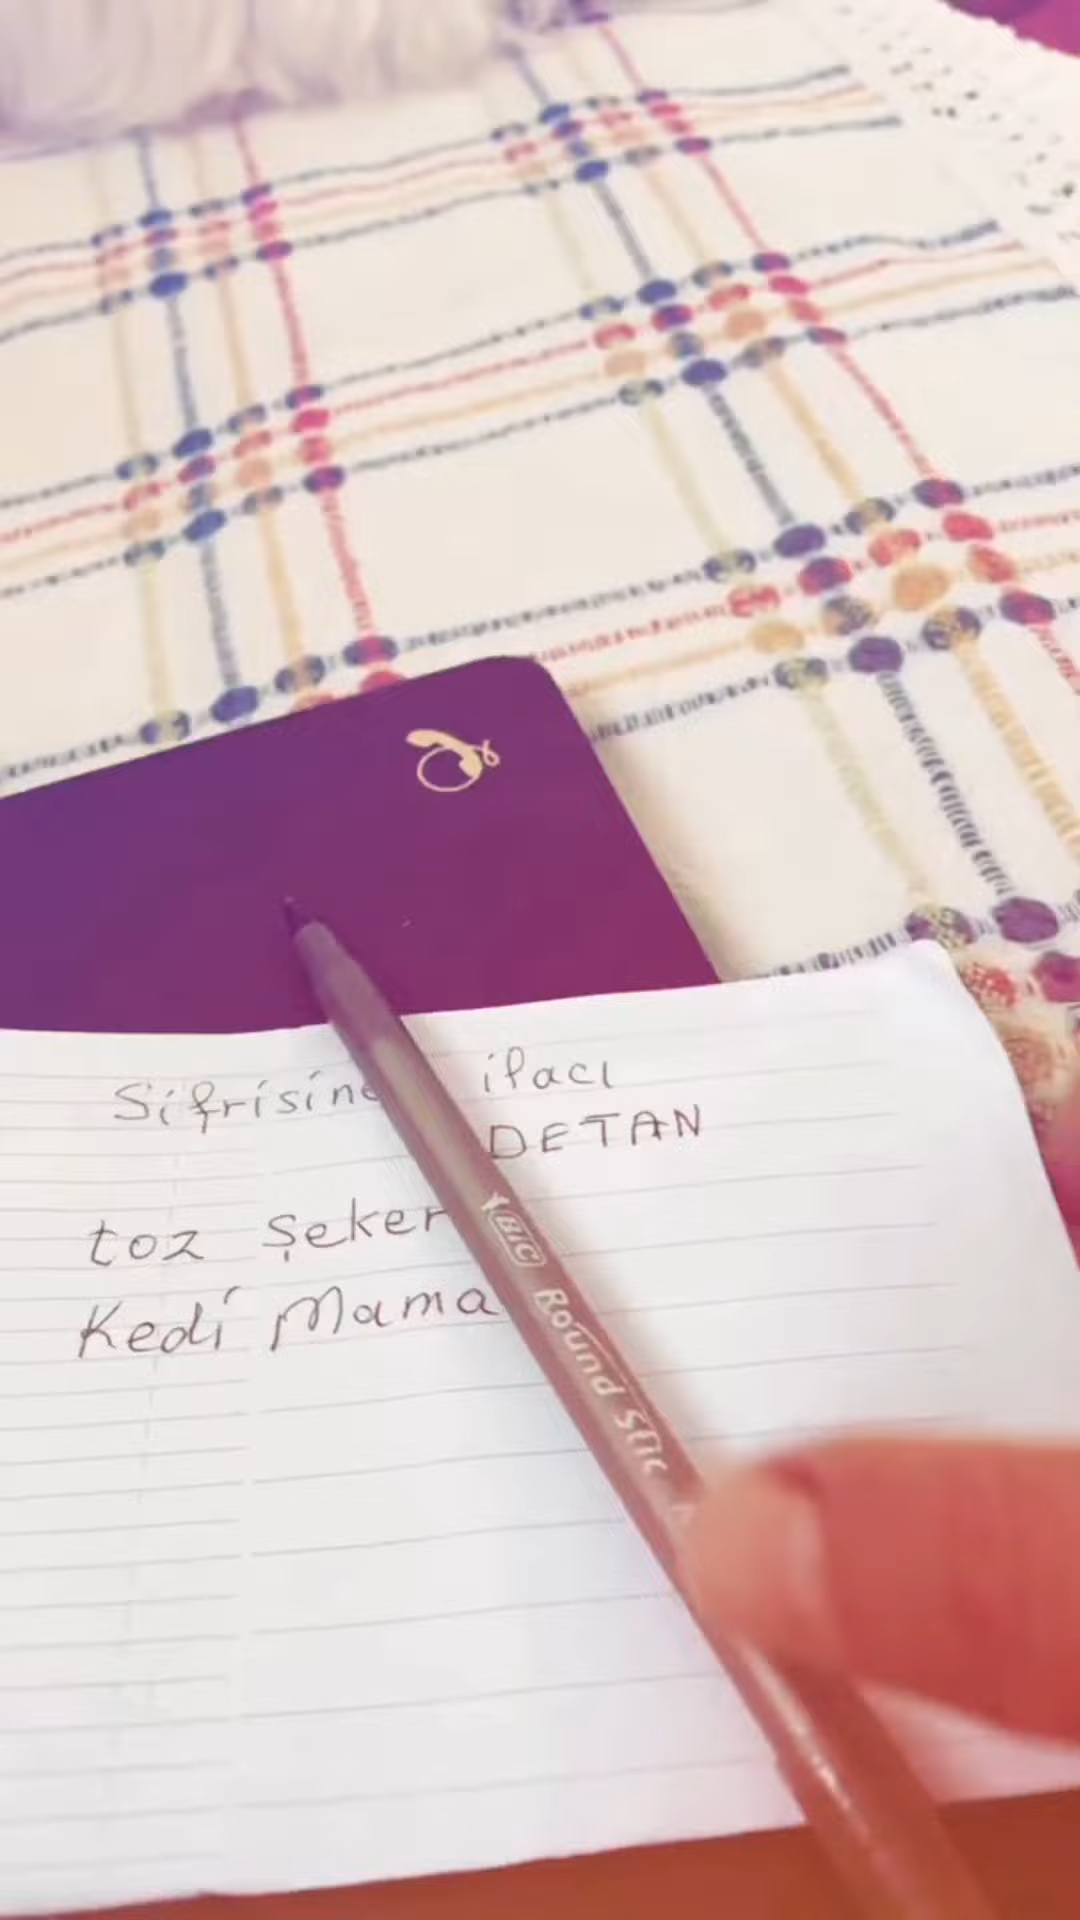 Sifrisine ilacı
DETAN
toz şeker
Kedi Mama
BIC Round Stic